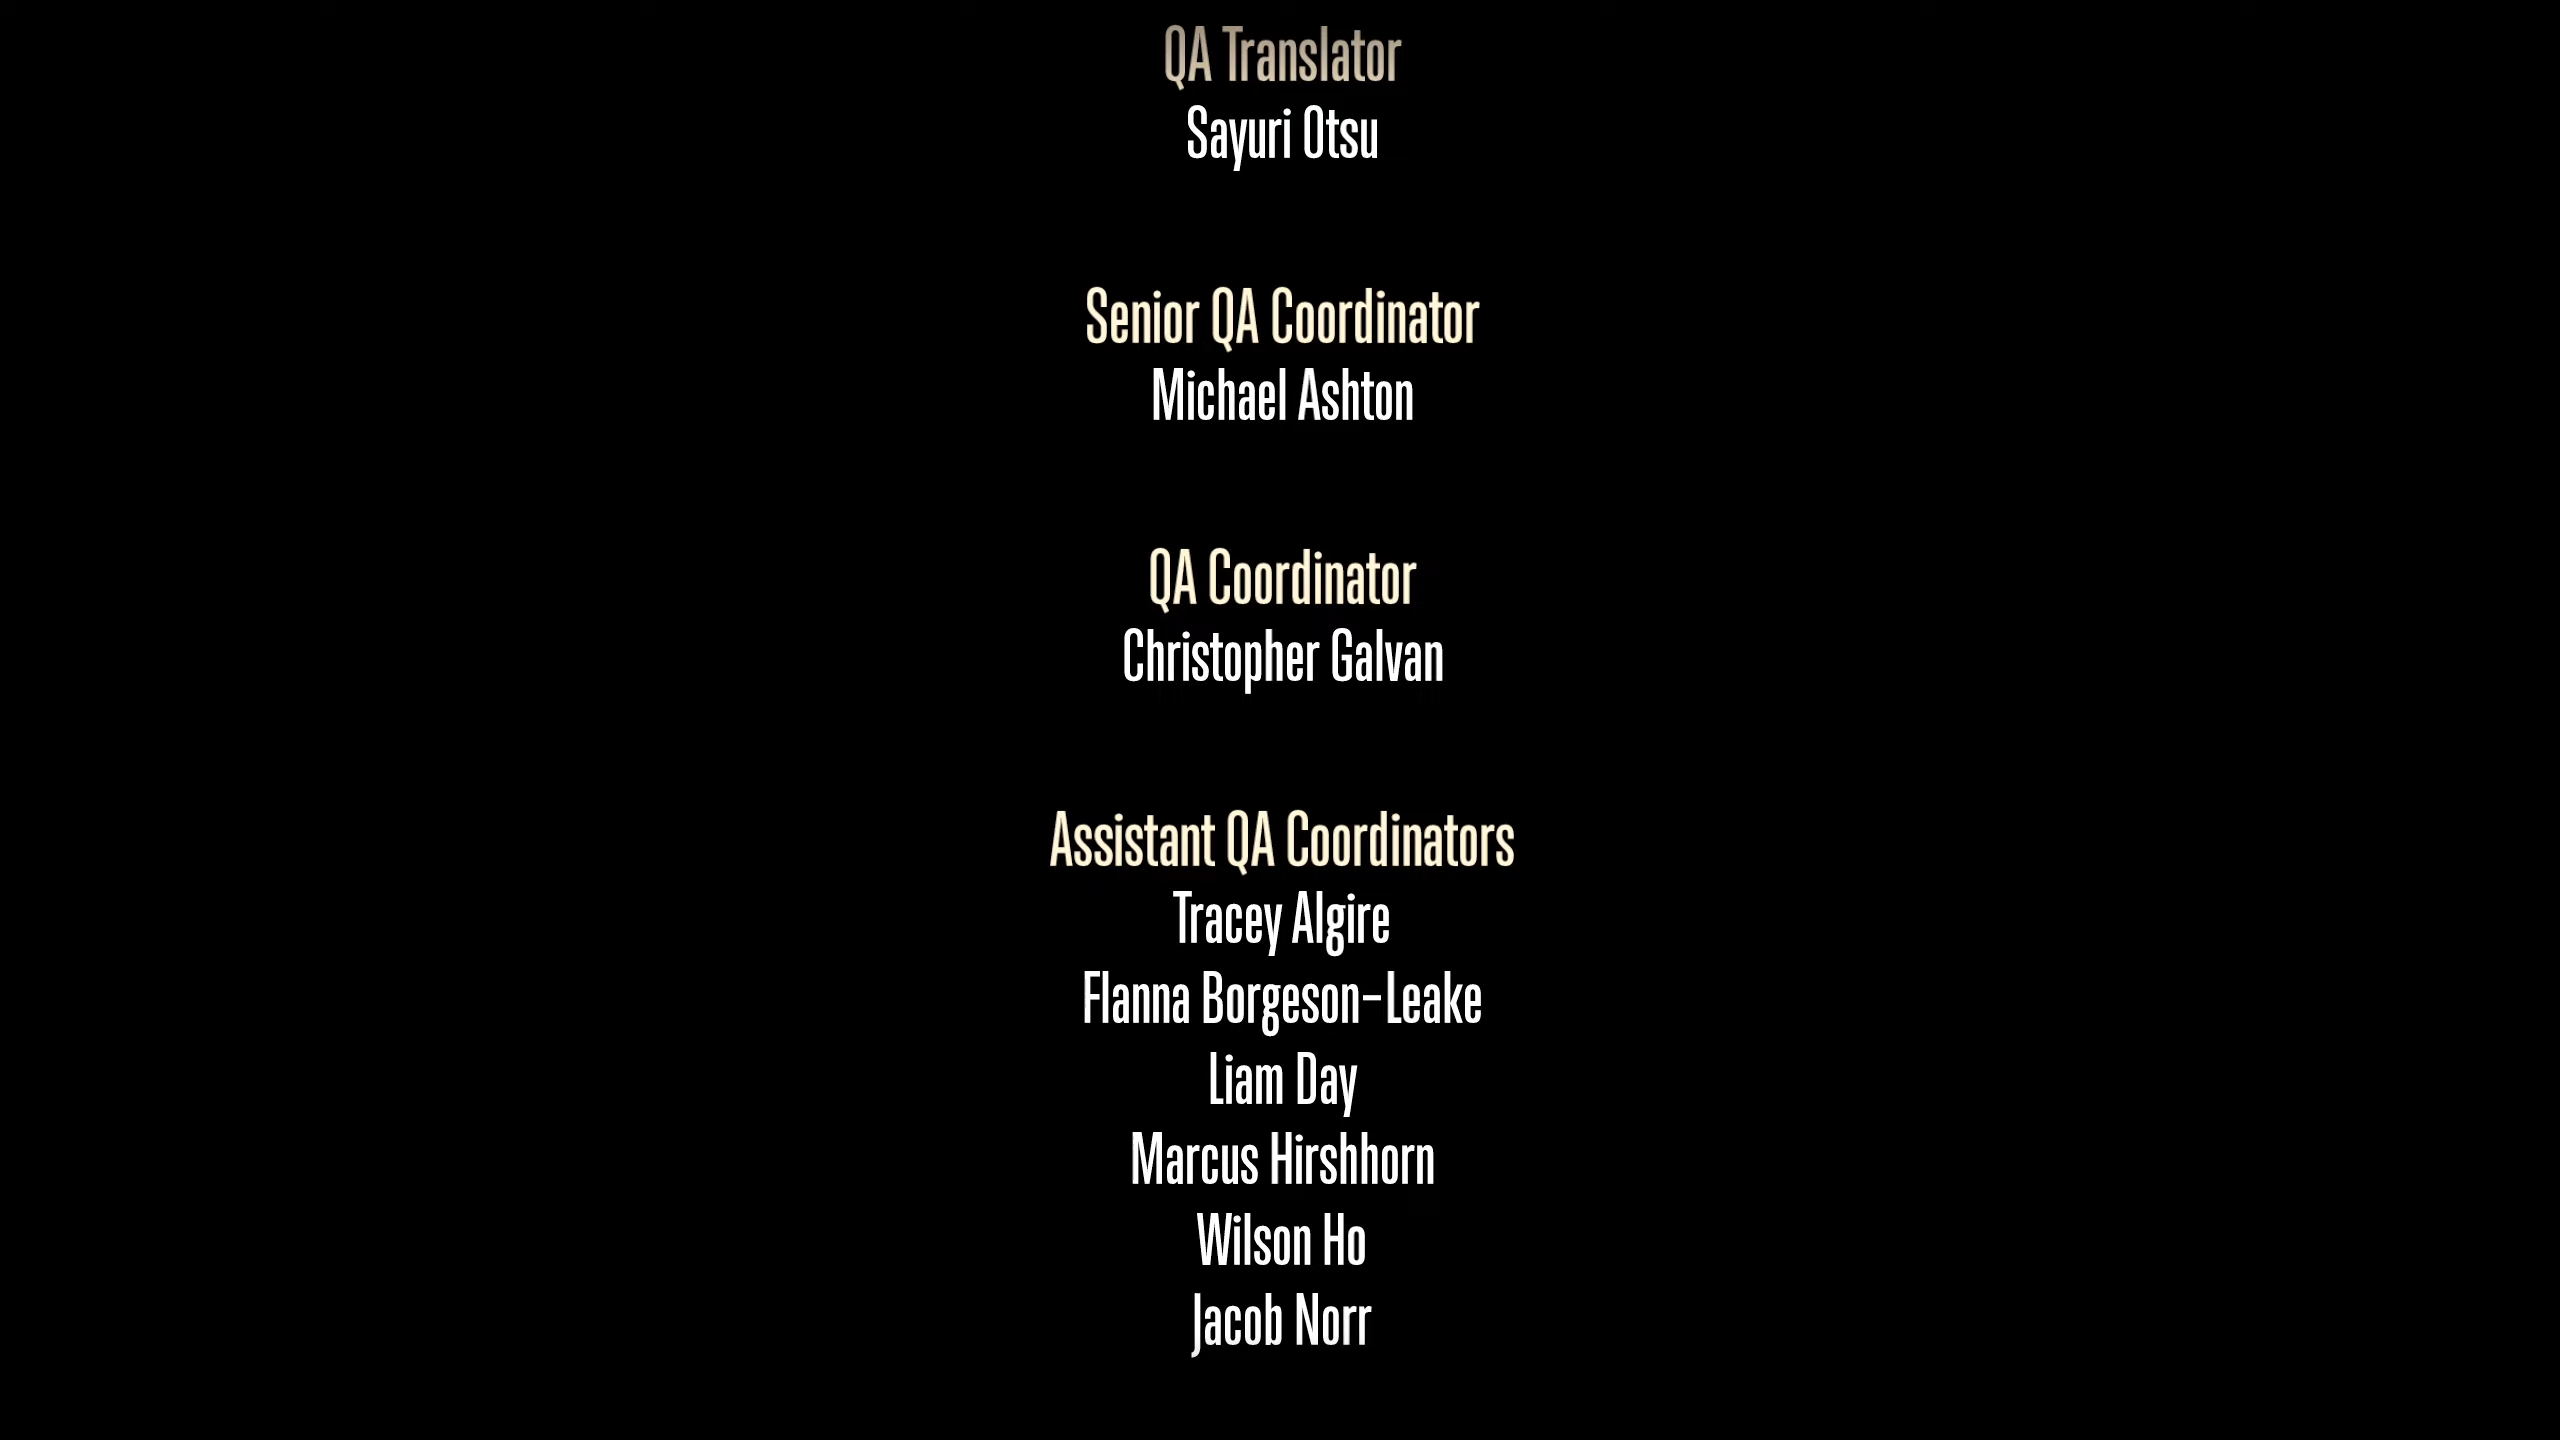 QA Translator
Sayuri Otsu
Senior QA Coordinator
Michael Ashton
QA Coordinator
Christopher Galvan
Assistant QA Coordinators
Tracey Algire
Flanna Borgeson-Leake
Liam Day
Marcus Hirshhorn
Wilson Ho
Jacob Norr